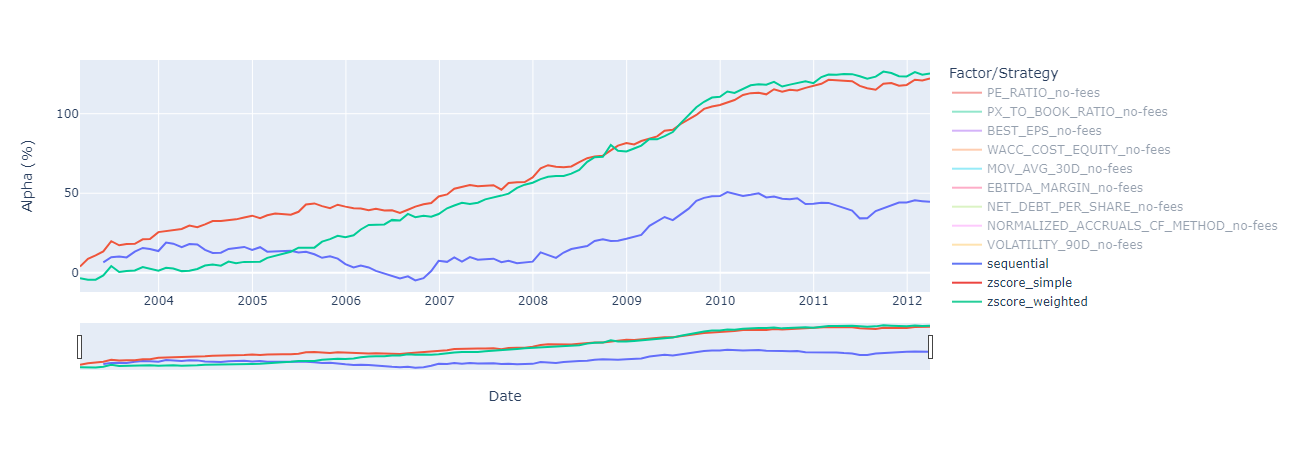 Factor/Strategy
PE_RATIO_no-fees
PX_TO_BOOK_RATIO_no-fees
BEST_EPS_no-fees
WACC_COST_EQUITY_no-fees
MOV_AVG_30D_no-fees
EBITDA_MARGIN_no-fees
NET_DEBT_PER_SHARE_no-fees
NORMALIZED_ACCRUALS_CF_METHOD_no-fees
VOLATILITY_90D_no-fees
sequential
zscore_simple
zscore_weighted
Alpha ( %)
100
50
0
2004 2005 2006 2007 2008 2009 2010 2011 2012
Date